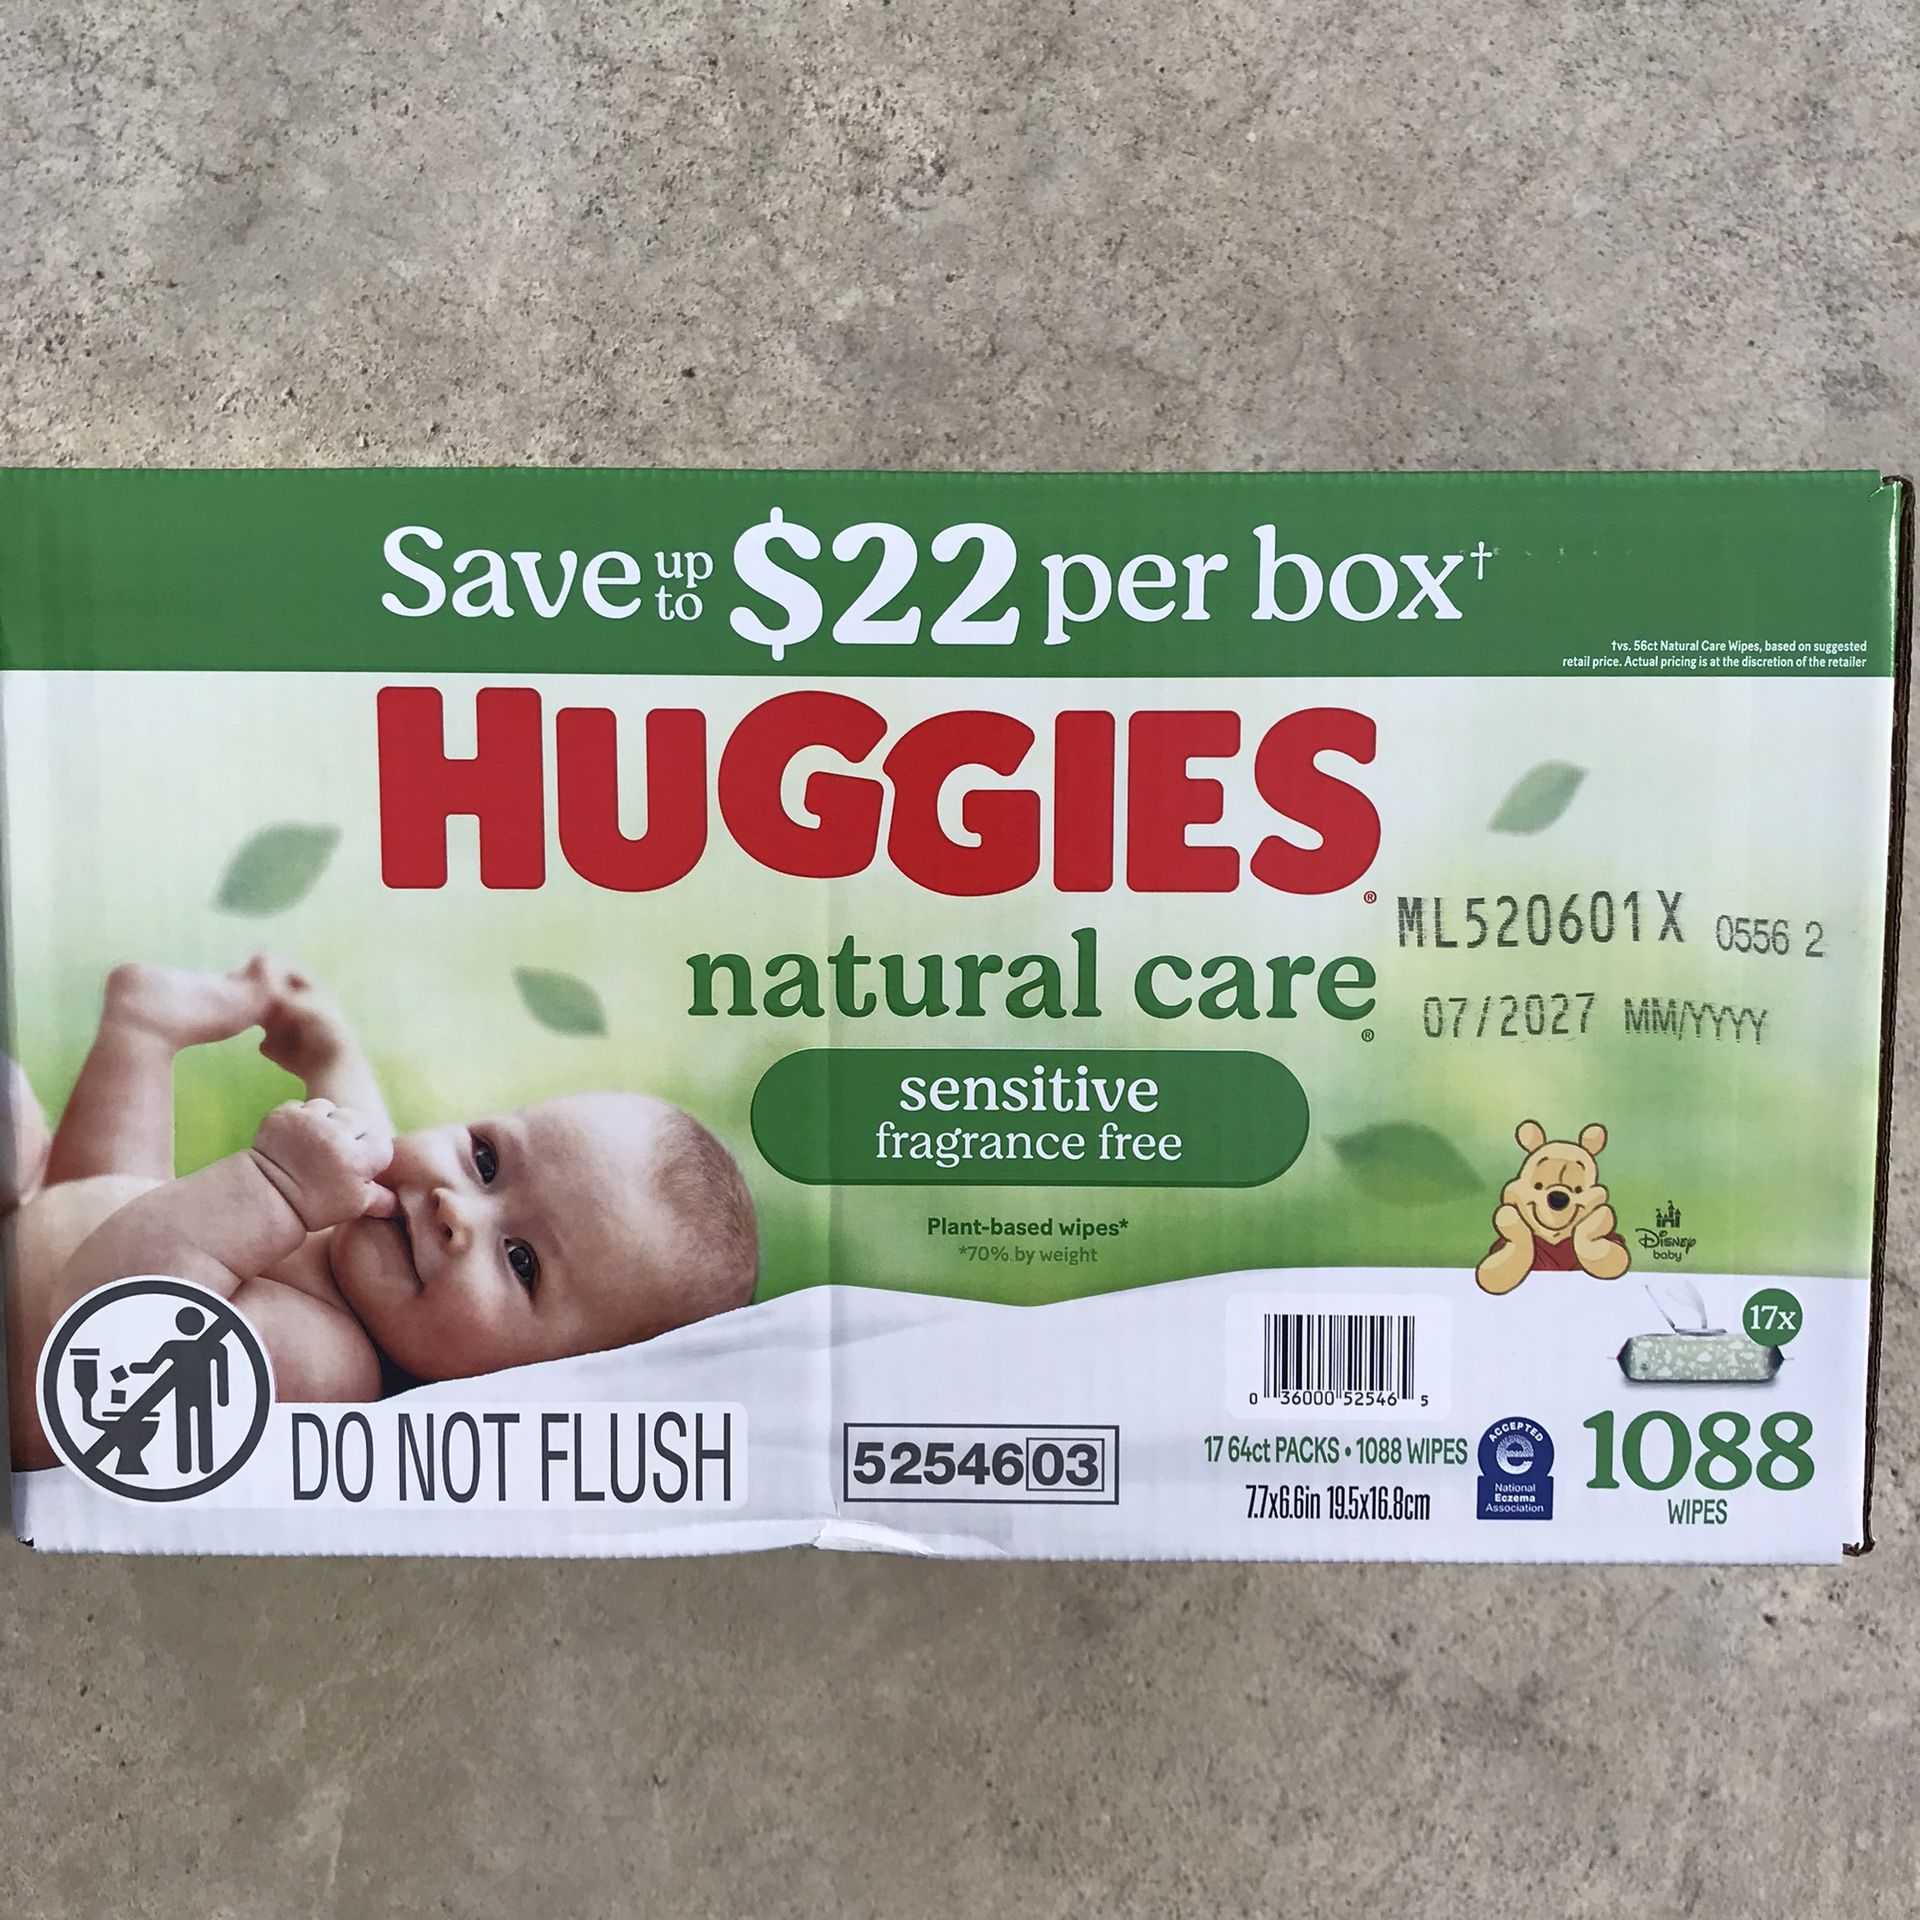 Save up to $22 per box†
†vs. 56ct Natural Care Wipes, based on suggested
retail price. Actual pricing is at the discretion of the retailer
HUGGIES®
natural care®
ML520601X 0556 2
07/2027 MM/YYYY
sensitive
fragrance free
Plant-based wipes*
*70% by weight
Disney
baby
17x
0 36000 52546 5
DO NOT FLUSH
52546 03
17 64ct PACKS • 1088 WIPES
7.7x6.6in 19.5x16.8cm
ACCEPTED
e
National
Eczema
Association
1088
WIPES